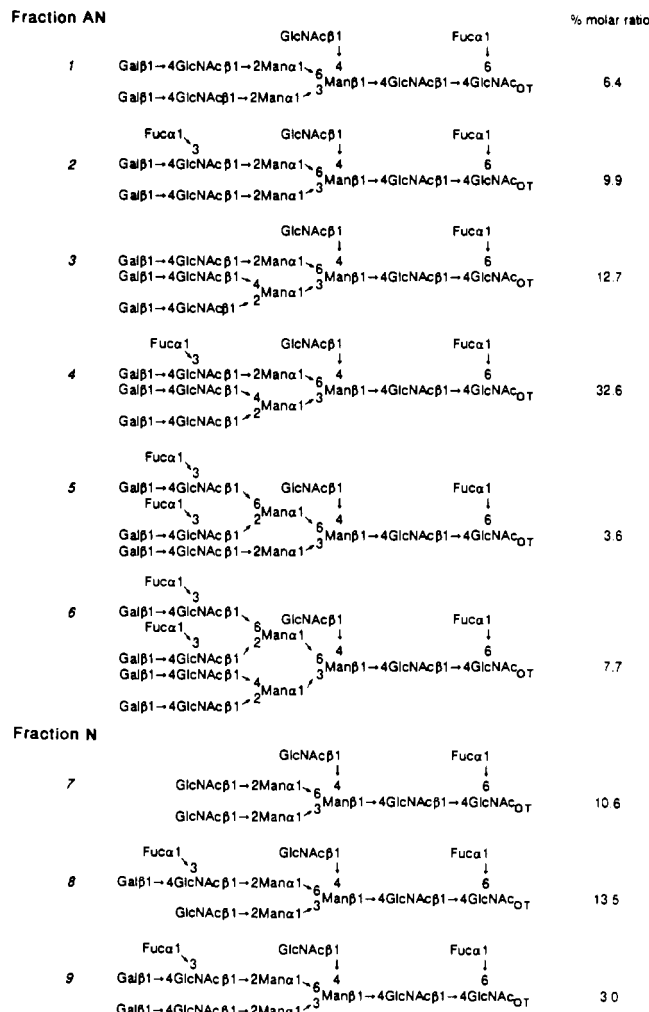 Fraction AN
% molar ratio
GlcNAcβ1 Fucα1
↓ ↓
1 Galβ1→4GlcNAcβ1→2Manα1↘6 4 6
Manβ1→4GlcNAcβ1→4GlcNAcOT 6.4
Galβ1→4GlcNAcβ1→2Manα1↗3
Fucα1↘3 GlcNAcβ1 Fucα1
↓ ↓
2 Galβ1→4GlcNAcβ1→2Manα1↘6 4 6
Manβ1→4GlcNAcβ1→4GlcNAcOT 9.9
Galβ1→4GlcNAcβ1→2Manα1↗3
GlcNAcβ1 Fucα1
↓ ↓
3 Galβ1→4GlcNAcβ1→2Manα1↘6 4 6
Galβ1→4GlcNAcβ1↘4 Manβ1→4GlcNAcβ1→4GlcNAcOT 12.7
Manα1↗3
Galβ1→4GlcNAcβ1↗2
Fucα1↘3 GlcNAcβ1 Fucα1
↓ ↓
4 Galβ1→4GlcNAcβ1→2Manα1↘6 4 6
Galβ1→4GlcNAcβ1↘4 Manβ1→4GlcNAcβ1→4GlcNAcOT 32.6
Manα1↗3
Galβ1→4GlcNAcβ1↗2
Fucα1↘3
5 Galβ1→4GlcNAcβ1↘6 GlcNAcβ1 Fucα1
Fucα1↘3 2Manα1↘6 ↓4 ↓6
Galβ1→4GlcNAcβ1↗ Manβ1→4GlcNAcβ1→4GlcNAcOT 3.6
Galβ1→4GlcNAcβ1→2Manα1↗3
Fucα1↘3
6 Galβ1→4GlcNAcβ1↘6 GlcNAcβ1 Fucα1
Fucα1↘3 2Manα1↘ ↓ ↓
Galβ1→4GlcNAcβ1↗ 6 4 6
Galβ1→4GlcNAcβ1↘4 3Manβ1→4GlcNAcβ1→4GlcNAcOT 7.7
Manα1↗
Galβ1→4GlcNAcβ1↗2
Fraction N
GlcNAcβ1 Fucα1
↓ ↓
7 GlcNAcβ1→2Manα1↘6 4 6
Manβ1→4GlcNAcβ1→4GlcNAcOT 10.6
GlcNAcβ1→2Manα1↗3
Fucα1↘3 GlcNAcβ1 Fucα1
↓ ↓
8 Galβ1→4GlcNAcβ1→2Manα1↘6 4 6
Manβ1→4GlcNAcβ1→4GlcNAcOT 13.5
GlcNAcβ1→2Manα1↗3
Fucα1↘3 GlcNAcβ1 Fucα1
↓ ↓
9 Galβ1→4GlcNAcβ1→2Manα1↘6 4 6
Manβ1→4GlcNAcβ1→4GlcNAcOT 3.0
Galβ1→4GlcNAcβ1→2Manα1↗3